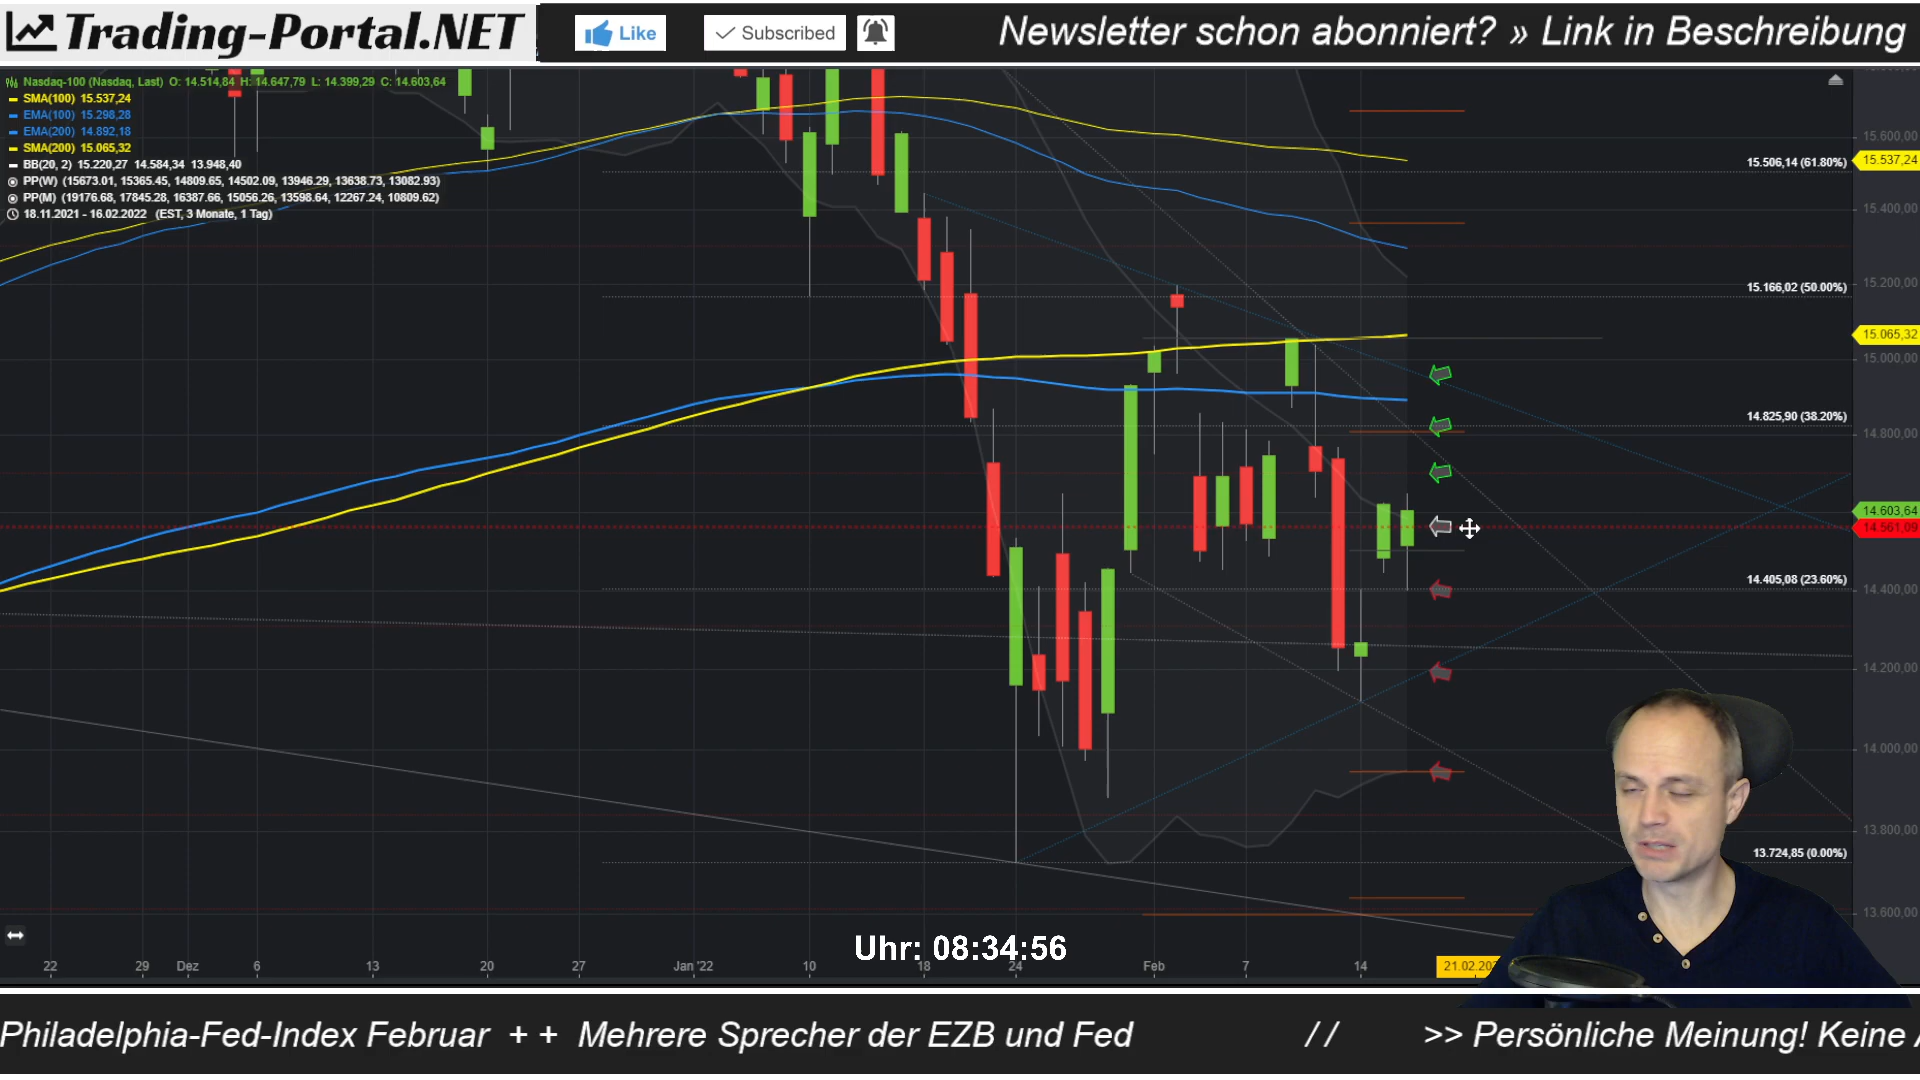 Trading-Portal.NET
Like
Subscribed
Newsletter schon abonniert? » Link in Beschreibung
Nasdaq-100 (Nasdaq, Last) O: 14.514,84 H: 14.647,79 L: 14.399,29 C: 14.603,64
SMA(100) 15.537,24
EMA(100) 15.298,28
EMA(200) 14.892,18
SMA(200) 15.065,32
BB(20, 2) 15.220,27 14.584,34 13.948,40
PP(W) (15673.01, 15365.45, 14809.65, 14502.09, 13946.29, 13638.73, 13082.93)
PP(M) (19176.68, 17845.28, 16387.66, 15056.26, 13598.64, 12267.24, 10809.62)
18.11.2021 - 16.02.2022 (EST, 3 Monate, 1 Tag)
15.600,00
15.506,14 (61.80%)
15.537,24
15.400,00
15.200,00
15.166,02 (50.00%)
15.065,32
15.000,00
14.825,90 (38.20%)
14.800,00
14.603,64
14.561,09
14.405,08 (23.60%)
14.400,00
14.200,00
14.000,00
13.800,00
13.724,85 (0.00%)
13.600,00
Uhr: 08:34:56
22 29 Dez 6 13 20 27 Jan '22 10 18 24 Feb 7 14 21.02.20
Philadelphia-Fed-Index Februar + + Mehrere Sprecher der EZB und Fed // >> Persönliche Meinung! Keine